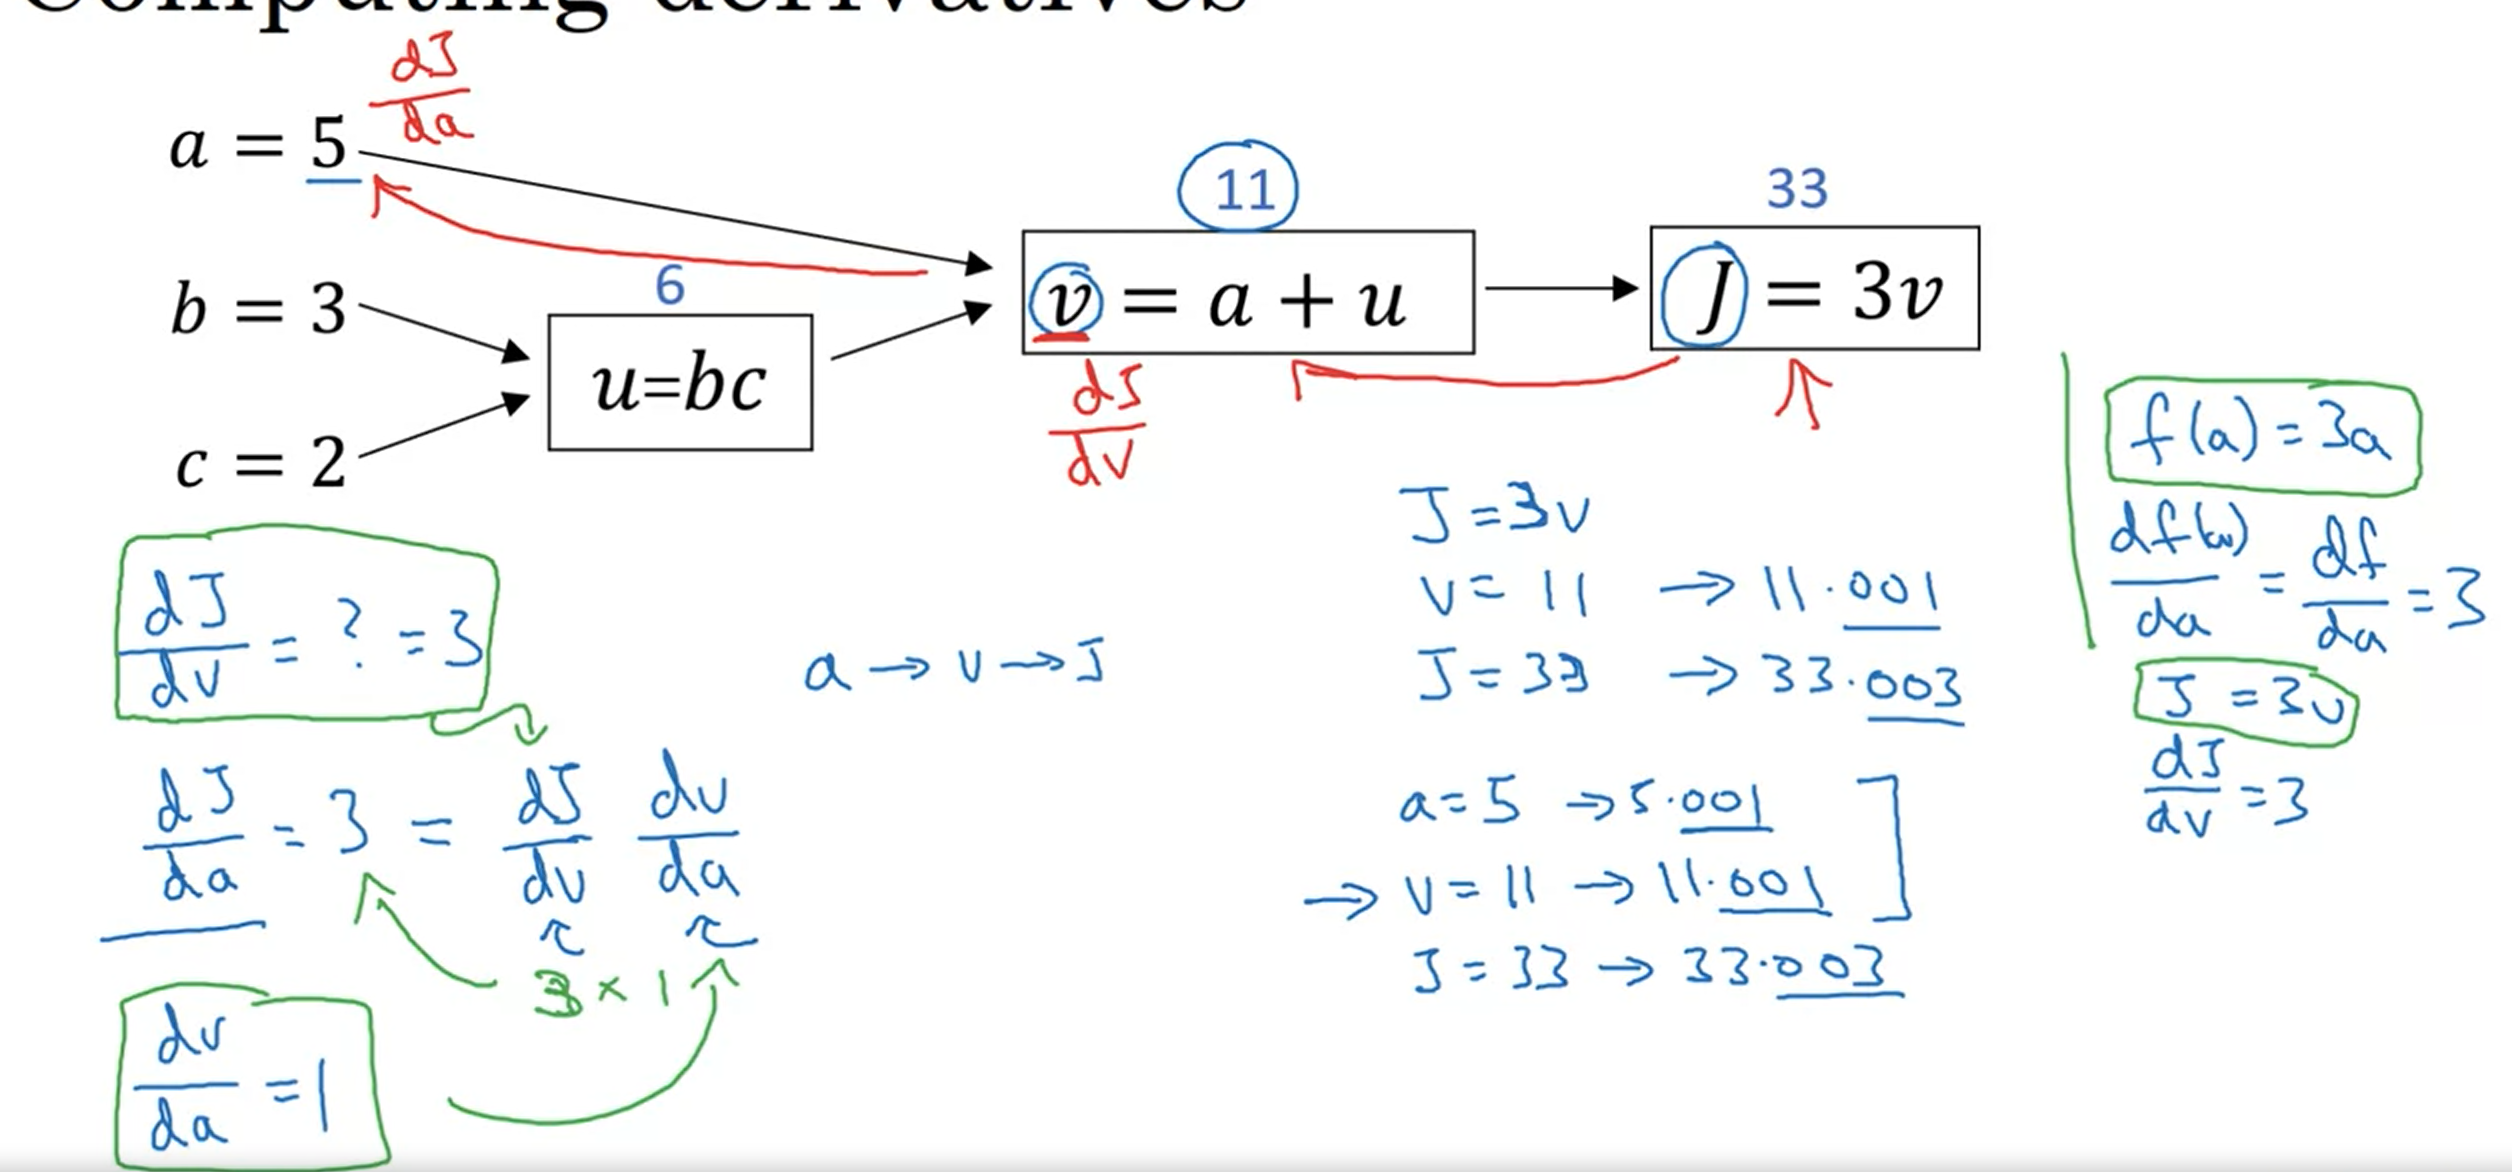 Computing derivatives
dJ/da
a = 5
11
33
b = 3
6
v = a + u
J = 3v
u=bc
c = 2
dJ/dv
f(a) = 3a
J = 3v
df(a)/da = df/da = 3
dJ/dv = ? = 3
v = 11 → 11.001
a → v → J
J = 33 → 33.003
J = 3v
dJ/dv = 3
dJ/da = 3 = dJ/dv dv/da
a = 5 → 5.001
→ v = 11 → 11.001
J = 33 → 33.003
3 × 1
dv/da = 1